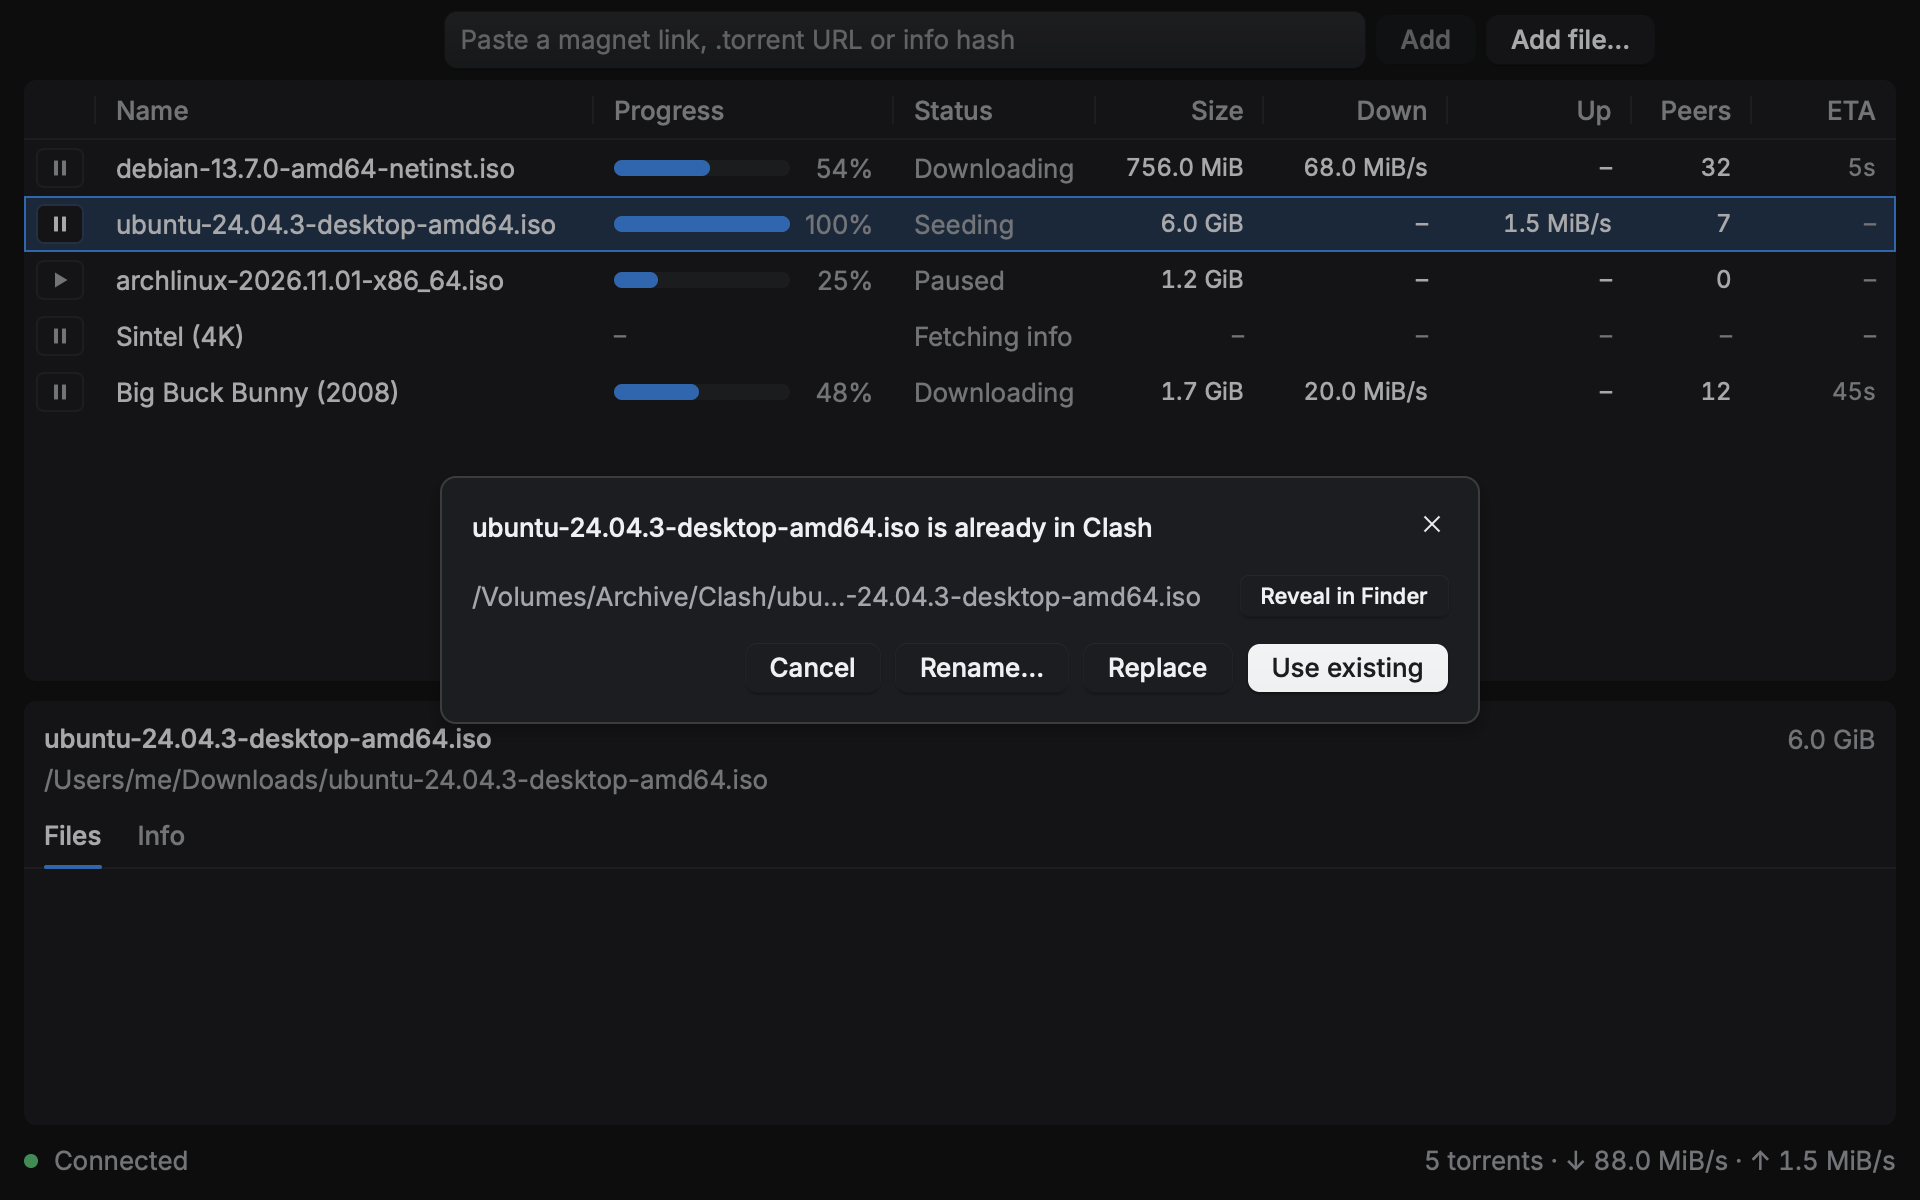 Paste a magnet link, .torrent URL or info hash Add Add file...
Name Progress Status Size Down Up Peers ETA
debian-13.7.0-amd64-netinst.iso 54% Downloading 756.0 MiB 68.0 MiB/s – 32 5s
ubuntu-24.04.3-desktop-amd64.iso 100% Seeding 6.0 GiB – 1.5 MiB/s 7 –
archlinux-2026.11.01-x86_64.iso 25% Paused 1.2 GiB – – 0 –
Sintel (4K) – Fetching info – – – – –
Big Buck Bunny (2008) 48% Downloading 1.7 GiB 20.0 MiB/s – 12 45s
ubuntu-24.04.3-desktop-amd64.iso is already in Clash
/Volumes/Archive/Clash/ubu...-24.04.3-desktop-amd64.iso Reveal in Finder
Cancel Rename... Replace Use existing
ubuntu-24.04.3-desktop-amd64.iso 6.0 GiB
/Users/me/Downloads/ubuntu-24.04.3-desktop-amd64.iso
Files Info
Connected 5 torrents · ↓ 88.0 MiB/s · ↑ 1.5 MiB/s